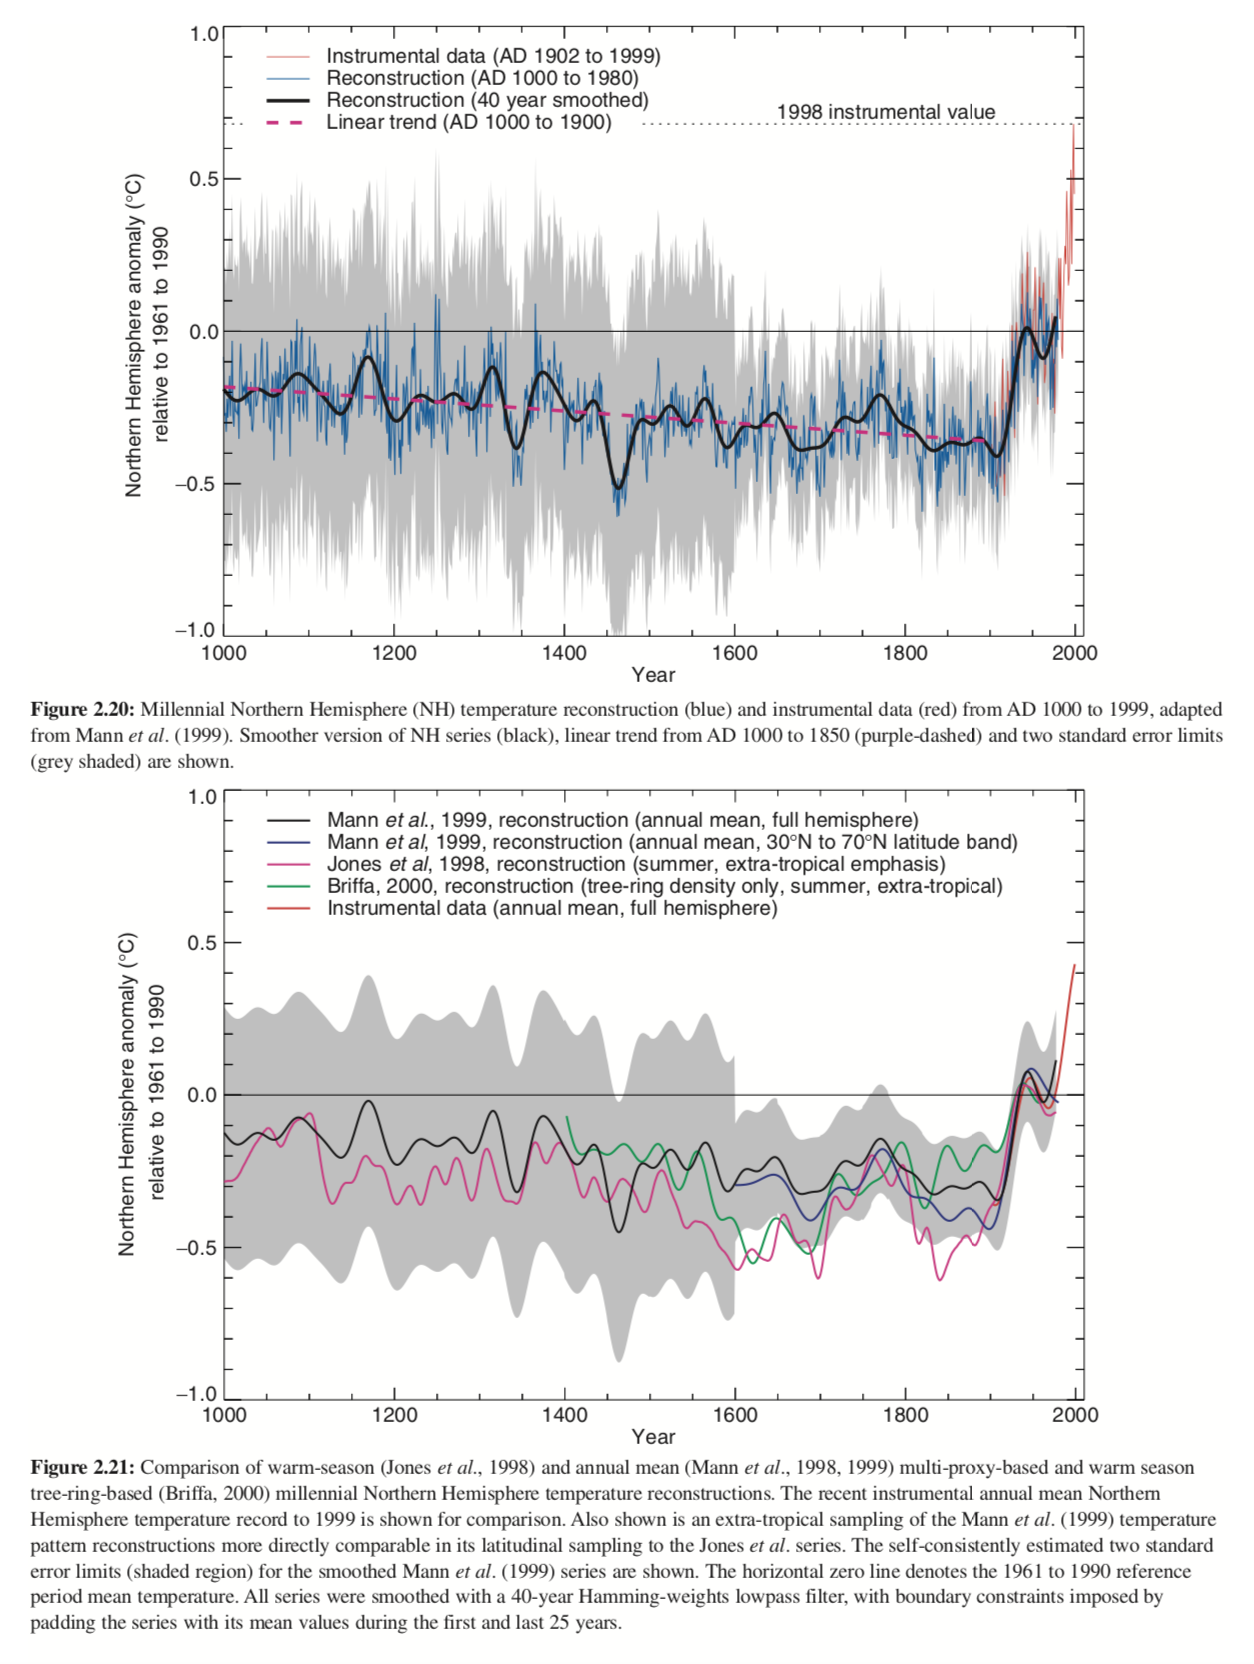 1.0
Instrumental data (AD 1902 to 1999)
Reconstruction (AD 1000 to 1980)
Reconstruction (40 year smoothed)
Linear trend (AD 1000 to 1900)
1998 instrumental value
0.5
0.0
−0.5
−1.0
Northern Hemisphere anomaly (°C)
relative to 1961 to 1990
1000 1200 1400 1600 1800 2000
Year
Figure 2.20: Millennial Northern Hemisphere (NH) temperature reconstruction (blue) and instrumental data (red) from AD 1000 to 1999, adapted
from Mann et al. (1999). Smoother version of NH series (black), linear trend from AD 1000 to 1850 (purple-dashed) and two standard error limits
(grey shaded) are shown.
1.0
Mann et al., 1999, reconstruction (annual mean, full hemisphere)
Mann et al, 1999, reconstruction (annual mean, 30°N to 70°N latitude band)
Jones et al, 1998, reconstruction (summer, extra-tropical emphasis)
Briffa, 2000, reconstruction (tree-ring density only, summer, extra-tropical)
Instrumental data (annual mean, full hemisphere)
0.5
0.0
−0.5
−1.0
Northern Hemisphere anomaly (°C)
relative to 1961 to 1990
1000 1200 1400 1600 1800 2000
Year
Figure 2.21: Comparison of warm-season (Jones et al., 1998) and annual mean (Mann et al., 1998, 1999) multi-proxy-based and warm season
tree-ring-based (Briffa, 2000) millennial Northern Hemisphere temperature reconstructions. The recent instrumental annual mean Northern
Hemisphere temperature record to 1999 is shown for comparison. Also shown is an extra-tropical sampling of the Mann et al. (1999) temperature
pattern reconstructions more directly comparable in its latitudinal sampling to the Jones et al. series. The self-consistently estimated two standard
error limits (shaded region) for the smoothed Mann et al. (1999) series are shown. The horizontal zero line denotes the 1961 to 1990 reference
period mean temperature. All series were smoothed with a 40-year Hamming-weights lowpass filter, with boundary constraints imposed by
padding the series with its mean values during the first and last 25 years.